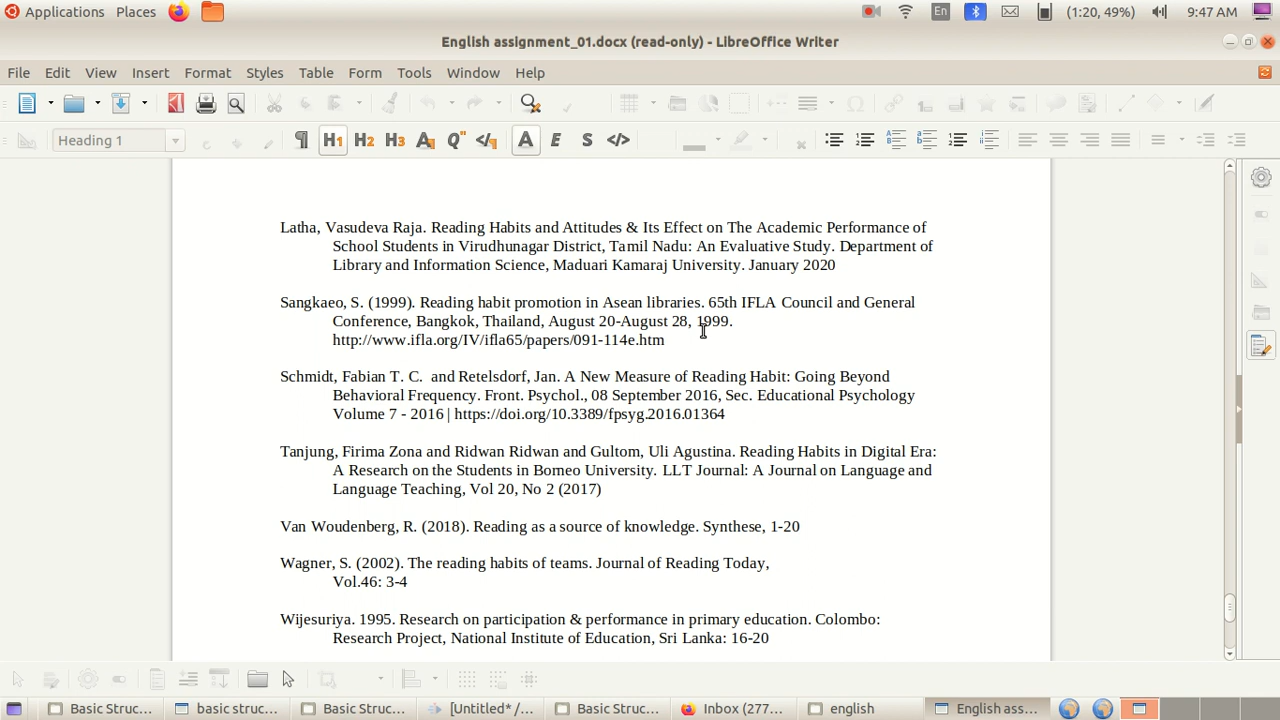 Applications Places En (1:20, 49%) 9:47 AM
English assignment_01.docx (read-only) - LibreOffice Writer
File Edit View Insert Format Styles Table Form Tools Window Help
Heading 1
Latha, Vasudeva Raja. Reading Habits and Attitudes & Its Effect on The Academic Performance of
School Students in Virudhunagar District, Tamil Nadu: An Evaluative Study. Department of
Library and Information Science, Maduari Kamaraj University. January 2020
Sangkaeo, S. (1999). Reading habit promotion in Asean libraries. 65th IFLA Council and General
Conference, Bangkok, Thailand, August 20-August 28, 1999.
http://www.ifla.org/IV/ifla65/papers/091-114e.htm
Schmidt, Fabian T. C. and Retelsdorf, Jan. A New Measure of Reading Habit: Going Beyond
Behavioral Frequency. Front. Psychol., 08 September 2016, Sec. Educational Psychology
Volume 7 - 2016 | https://doi.org/10.3389/fpsyg.2016.01364
Tanjung, Firima Zona and Ridwan Ridwan and Gultom, Uli Agustina. Reading Habits in Digital Era:
A Research on the Students in Borneo University. LLT Journal: A Journal on Language and
Language Teaching, Vol 20, No 2 (2017)
Van Woudenberg, R. (2018). Reading as a source of knowledge. Synthese, 1-20
Wagner, S. (2002). The reading habits of teams. Journal of Reading Today,
Vol.46: 3-4
Wijesuriya. 1995. Research on participation & performance in primary education. Colombo:
Research Project, National Institute of Education, Sri Lanka: 16-20
Basic Struc... basic struc... Basic Struc... [Untitled* /... Basic Struc... Inbox (277... english English ass...